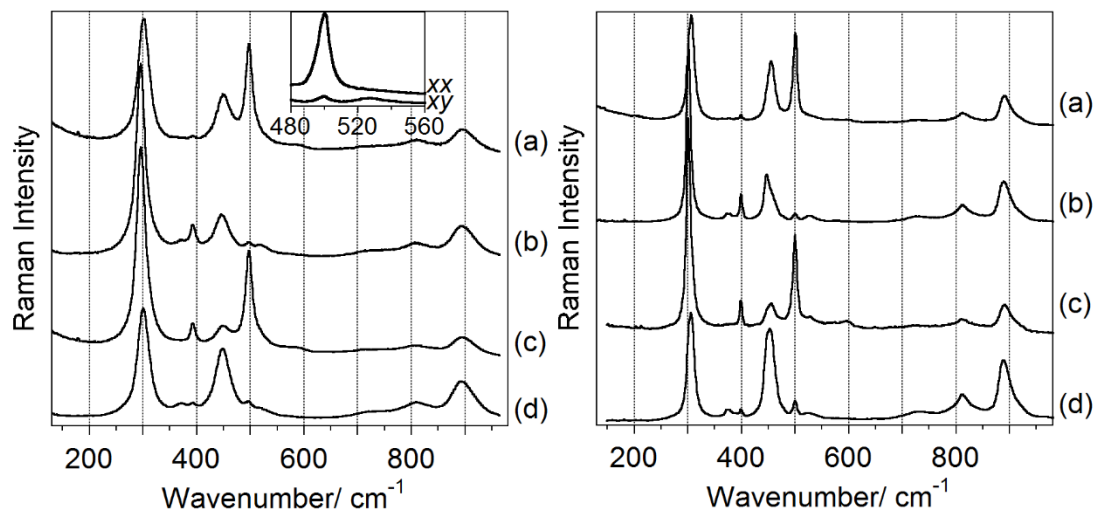 Raman Intensity
xx
xy
480 520 560
(a)
(b)
(c)
(d)
200 400 600 800
Wavenumber/ cm⁻¹
Raman Intensity
(a)
(b)
(c)
(d)
200 400 600 800
Wavenumber/ cm⁻¹